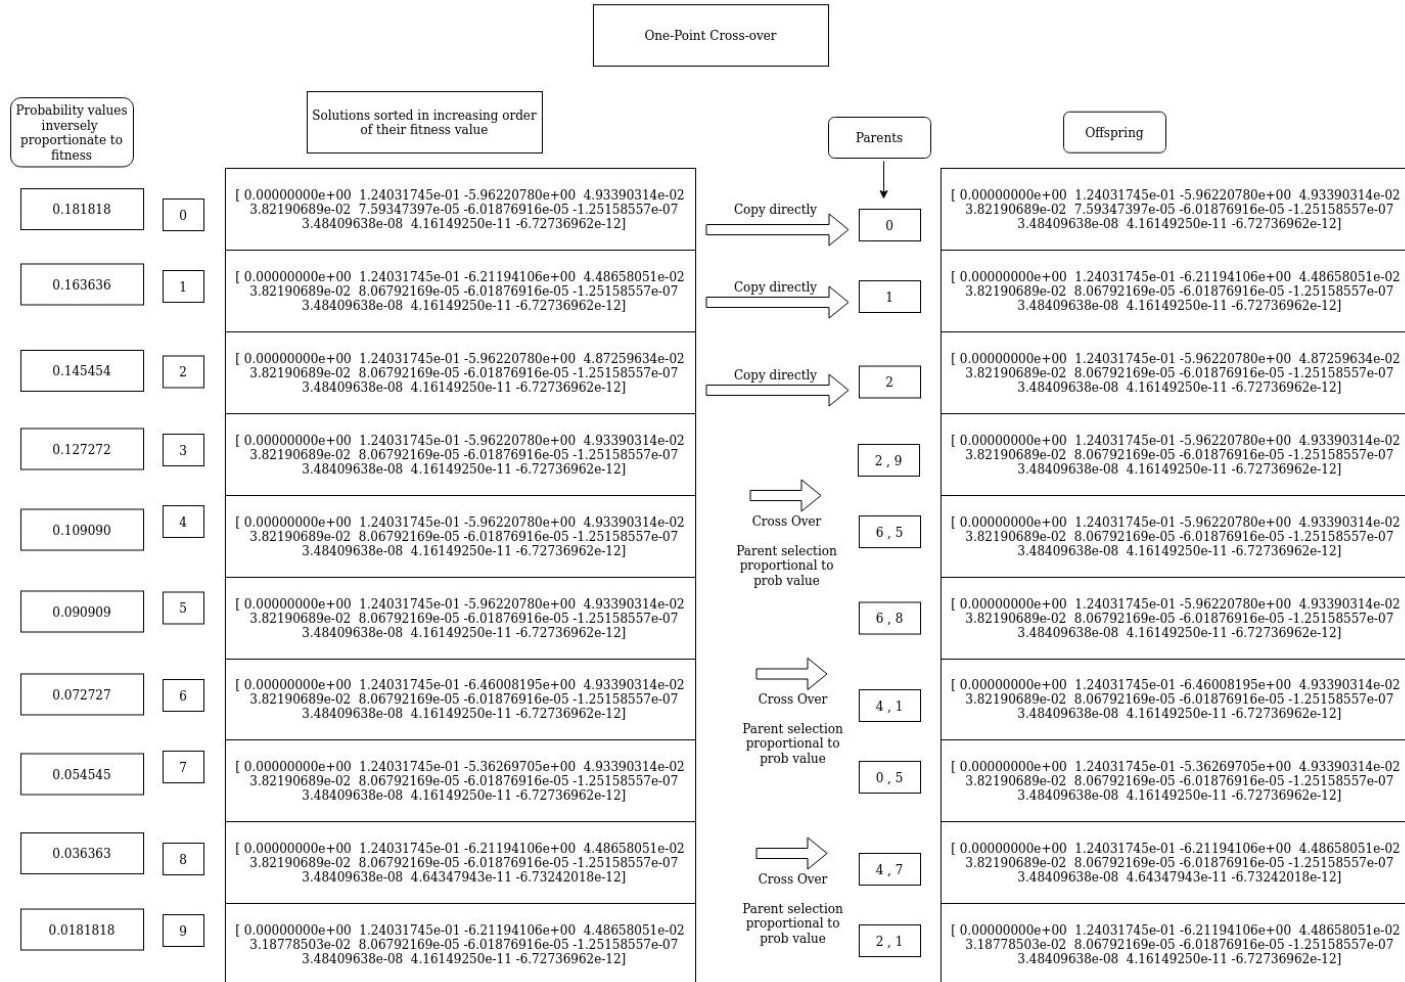 One-Point Cross-over
Probability values
inversely
proportionate to
fitness
Solutions sorted in increasing order
of their fitness value
Parents
Offspring
0.181818
0
[ 0.00000000e+00 1.24031745e-01 -5.96220780e+00 4.93390314e-02
3.82190689e-02 7.59347397e-05 -6.01876916e-05 -1.25158557e-07
3.48409638e-08 4.16149250e-11 -6.72736962e-12]
Copy directly
0
[ 0.00000000e+00 1.24031745e-01 -5.96220780e+00 4.93390314e-02
3.82190689e-02 7.59347397e-05 -6.01876916e-05 -1.25158557e-07
3.48409638e-08 4.16149250e-11 -6.72736962e-12]
0.163636
1
[ 0.00000000e+00 1.24031745e-01 -6.21194106e+00 4.48658051e-02
3.82190689e-02 8.06792169e-05 -6.01876916e-05 -1.25158557e-07
3.48409638e-08 4.16149250e-11 -6.72736962e-12]
Copy directly
1
[ 0.00000000e+00 1.24031745e-01 -6.21194106e+00 4.48658051e-02
3.82190689e-02 8.06792169e-05 -6.01876916e-05 -1.25158557e-07
3.48409638e-08 4.16149250e-11 -6.72736962e-12]
0.145454
2
[ 0.00000000e+00 1.24031745e-01 -5.96220780e+00 4.87259634e-02
3.82190689e-02 8.06792169e-05 -6.01876916e-05 -1.25158557e-07
3.48409638e-08 4.16149250e-11 -6.72736962e-12]
Copy directly
2
[ 0.00000000e+00 1.24031745e-01 -5.96220780e+00 4.87259634e-02
3.82190689e-02 8.06792169e-05 -6.01876916e-05 -1.25158557e-07
3.48409638e-08 4.16149250e-11 -6.72736962e-12]
0.127272
3
[ 0.00000000e+00 1.24031745e-01 -5.96220780e+00 4.93390314e-02
3.82190689e-02 8.06792169e-05 -6.01876916e-05 -1.25158557e-07
3.48409638e-08 4.16149250e-11 -6.72736962e-12]
2 , 9
[ 0.00000000e+00 1.24031745e-01 -5.96220780e+00 4.93390314e-02
3.82190689e-02 8.06792169e-05 -6.01876916e-05 -1.25158557e-07
3.48409638e-08 4.16149250e-11 -6.72736962e-12]
0.109090
4
[ 0.00000000e+00 1.24031745e-01 -5.96220780e+00 4.93390314e-02
3.82190689e-02 8.06792169e-05 -6.01876916e-05 -1.25158557e-07
3.48409638e-08 4.16149250e-11 -6.72736962e-12]
Cross Over
Parent selection
proportional to
prob value
6 , 5
[ 0.00000000e+00 1.24031745e-01 -5.96220780e+00 4.93390314e-02
3.82190689e-02 8.06792169e-05 -6.01876916e-05 -1.25158557e-07
3.48409638e-08 4.16149250e-11 -6.72736962e-12]
0.090909
5
[ 0.00000000e+00 1.24031745e-01 -5.96220780e+00 4.93390314e-02
3.82190689e-02 8.06792169e-05 -6.01876916e-05 -1.25158557e-07
3.48409638e-08 4.16149250e-11 -6.72736962e-12]
6 , 8
[ 0.00000000e+00 1.24031745e-01 -5.96220780e+00 4.93390314e-02
3.82190689e-02 8.06792169e-05 -6.01876916e-05 -1.25158557e-07
3.48409638e-08 4.16149250e-11 -6.72736962e-12]
0.072727
6
[ 0.00000000e+00 1.24031745e-01 -6.46008195e+00 4.93390314e-02
3.82190689e-02 8.06792169e-05 -6.01876916e-05 -1.25158557e-07
3.48409638e-08 4.16149250e-11 -6.72736962e-12]
Cross Over
Parent selection
proportional to
prob value
4 , 1
[ 0.00000000e+00 1.24031745e-01 -6.46008195e+00 4.93390314e-02
3.82190689e-02 8.06792169e-05 -6.01876916e-05 -1.25158557e-07
3.48409638e-08 4.16149250e-11 -6.72736962e-12]
0.054545
7
[ 0.00000000e+00 1.24031745e-01 -5.36269705e+00 4.93390314e-02
3.82190689e-02 8.06792169e-05 -6.01876916e-05 -1.25158557e-07
3.48409638e-08 4.16149250e-11 -6.72736962e-12]
0 , 5
[ 0.00000000e+00 1.24031745e-01 -5.36269705e+00 4.93390314e-02
3.82190689e-02 8.06792169e-05 -6.01876916e-05 -1.25158557e-07
3.48409638e-08 4.16149250e-11 -6.72736962e-12]
0.036363
8
[ 0.00000000e+00 1.24031745e-01 -6.21194106e+00 4.48658051e-02
3.82190689e-02 8.06792169e-05 -6.01876916e-05 -1.25158557e-07
3.48409638e-08 4.64347943e-11 -6.73242018e-12]
Cross Over
Parent selection
proportional to
prob value
4 , 7
[ 0.00000000e+00 1.24031745e-01 -6.21194106e+00 4.48658051e-02
3.82190689e-02 8.06792169e-05 -6.01876916e-05 -1.25158557e-07
3.48409638e-08 4.64347943e-11 -6.73242018e-12]
0.0181818
9
[ 0.00000000e+00 1.24031745e-01 -6.21194106e+00 4.48658051e-02
3.18778503e-02 8.06792169e-05 -6.01876916e-05 -1.25158557e-07
3.48409638e-08 4.16149250e-11 -6.72736962e-12]
2 , 1
[ 0.00000000e+00 1.24031745e-01 -6.21194106e+00 4.48658051e-02
3.18778503e-02 8.06792169e-05 -6.01876916e-05 -1.25158557e-07
3.48409638e-08 4.16149250e-11 -6.72736962e-12]